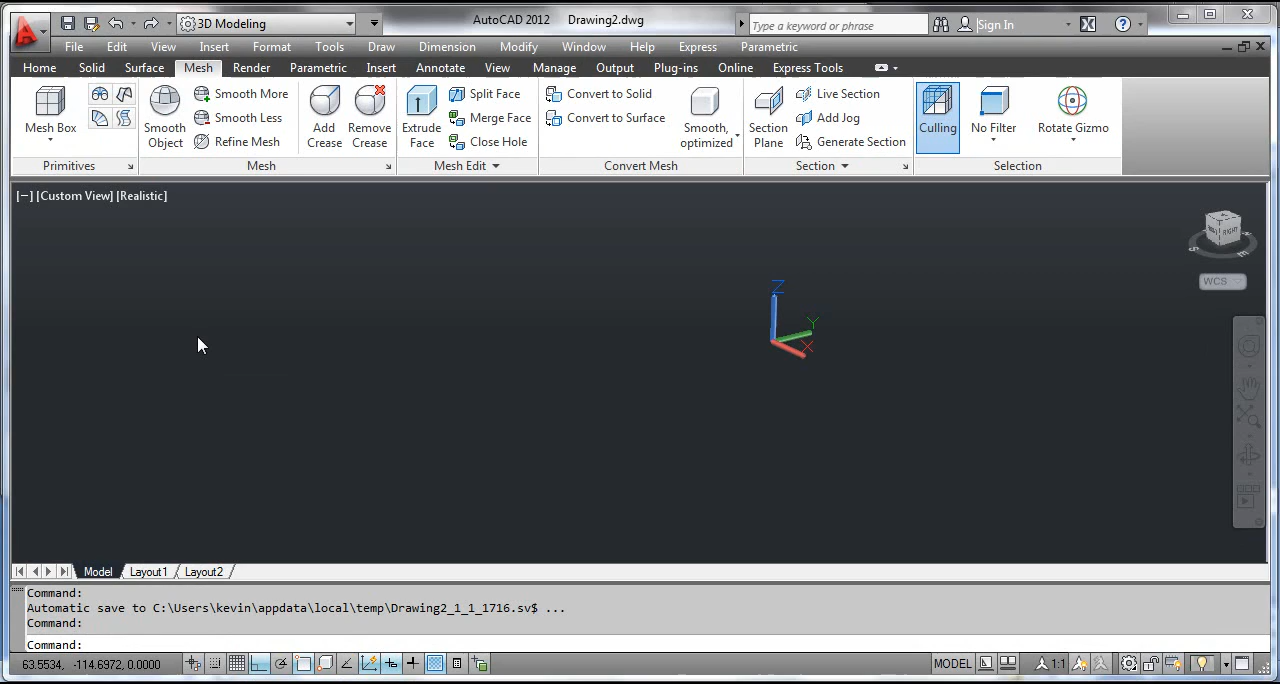 3D Modeling
AutoCAD 2012 Drawing2.dwg
Type a keyword or phrase
Sign In
File Edit View Insert Format Tools Draw Dimension Modify Window Help Express Parametric
Home Solid Surface Mesh Render Parametric Insert Annotate View Manage Output Plug-ins Online Express Tools
Mesh Box
Primitives
Smooth Object
Smooth More
Smooth Less
Refine Mesh
Add Crease
Remove Crease
Mesh
Extrude Face
Split Face
Merge Face
Close Hole
Mesh Edit
Convert to Solid
Convert to Surface
Smooth, optimized
Convert Mesh
Section Plane
Live Section
Add Jog
Generate Section
Section
Culling
No Filter
Rotate Gizmo
Selection
[−] [Custom View] [Realistic]
RIGHT
S
E
WCS
Z
Y
X
Model Layout1 Layout2
Command:
Automatic save to C:\Users\kevin\appdata\local\temp\Drawing2_1_1_1716.sv$ ...
Command:
Command:
63.5534, -114.6972, 0.0000
MODEL
1:1